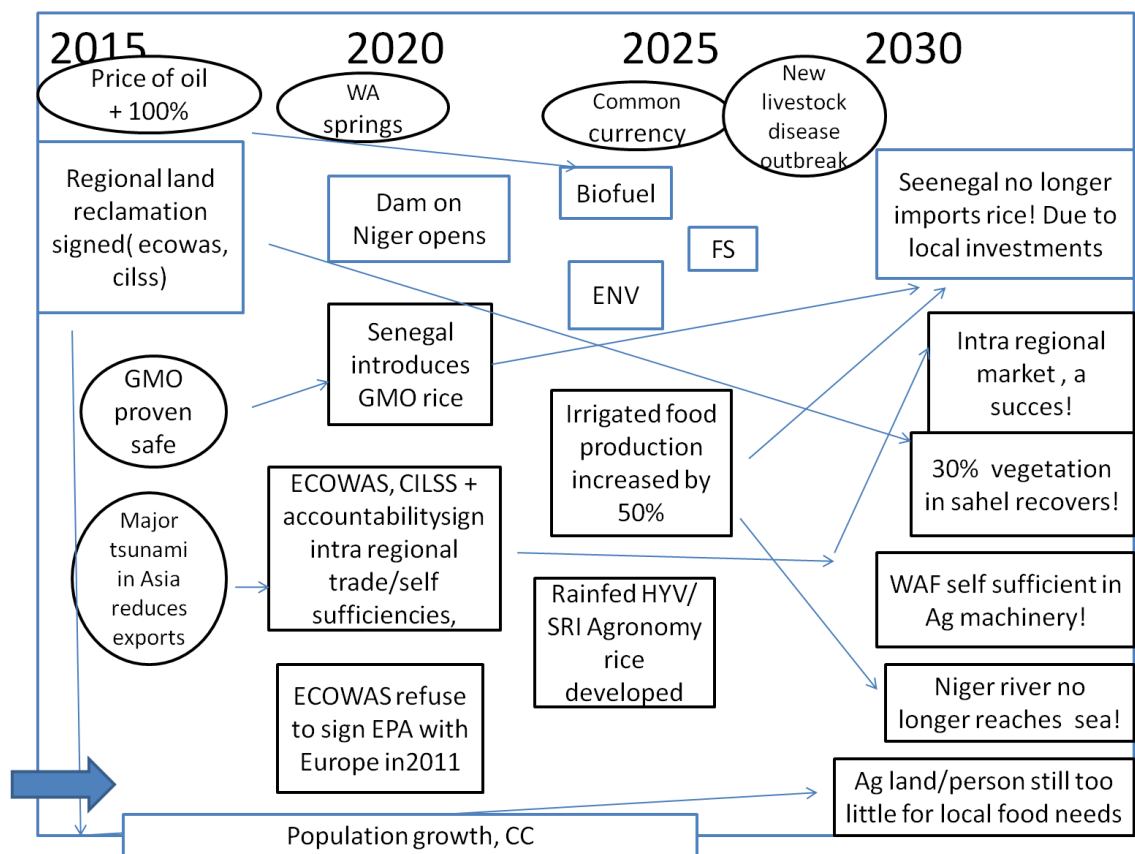 2015
2020
2025
2030
Price of oil
+ 100%
WA
springs
Common
currency
New
livestock
disease
outbreak
Regional land
reclamation
signed( ecowas,
cilss)
Dam on
Niger opens
Biofuel
FS
ENV
Seenegal no longer
imports rice! Due to
local investments
GMO
proven
safe
Senegal
introduces
GMO rice
Irrigated food
production
increased by
50%
Intra regional
market , a
succes!
30%  vegetation
in sahel recovers!
Major
tsunami
in Asia
reduces
exports
ECOWAS, CILSS +
accountabilitysign
intra regional
trade/self
sufficiencies,
Rainfed HYV/
SRI Agronomy
rice
developed
WAF self sufficient in
Ag machinery!
ECOWAS refuse
to sign EPA with
Europe in2011
Niger river no
longer reaches  sea!
Ag land/person still too
little for local food needs
Population growth, CC